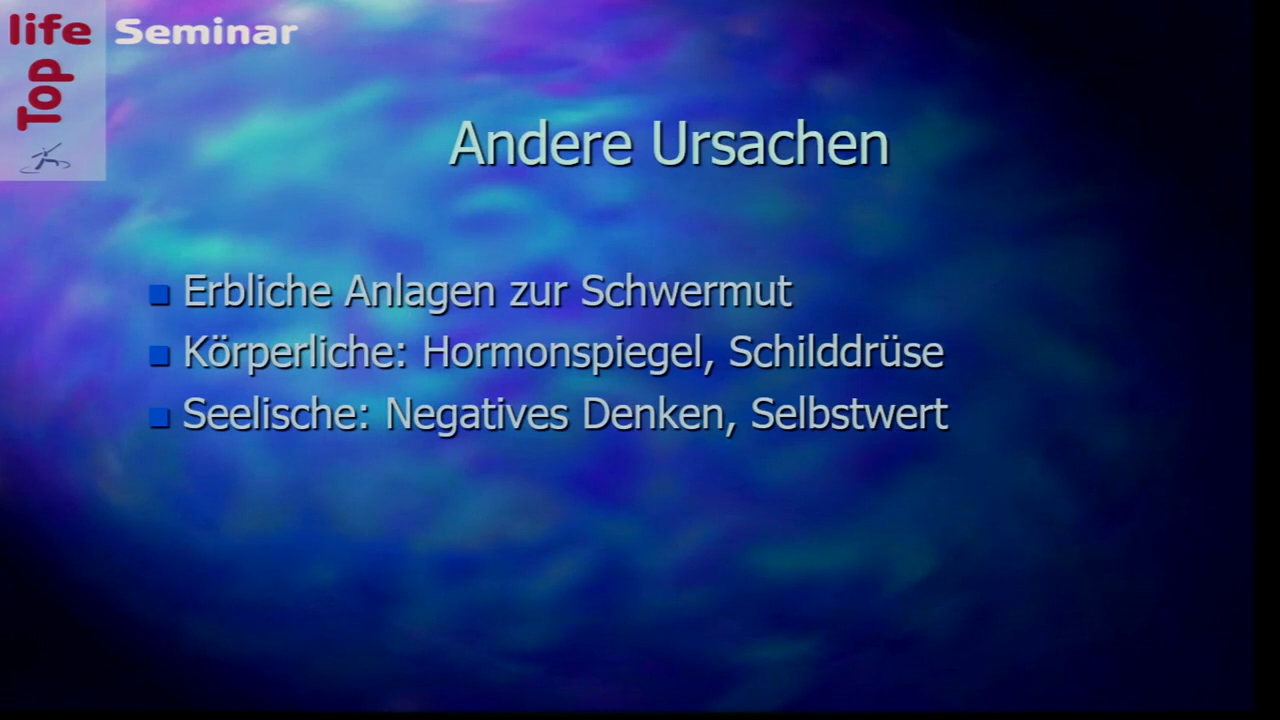 life Seminar
Top
Andere Ursachen
Erbliche Anlagen zur Schwermut
Körperliche: Hormonspiegel, Schilddrüse
Seelische: Negatives Denken, Selbstwert